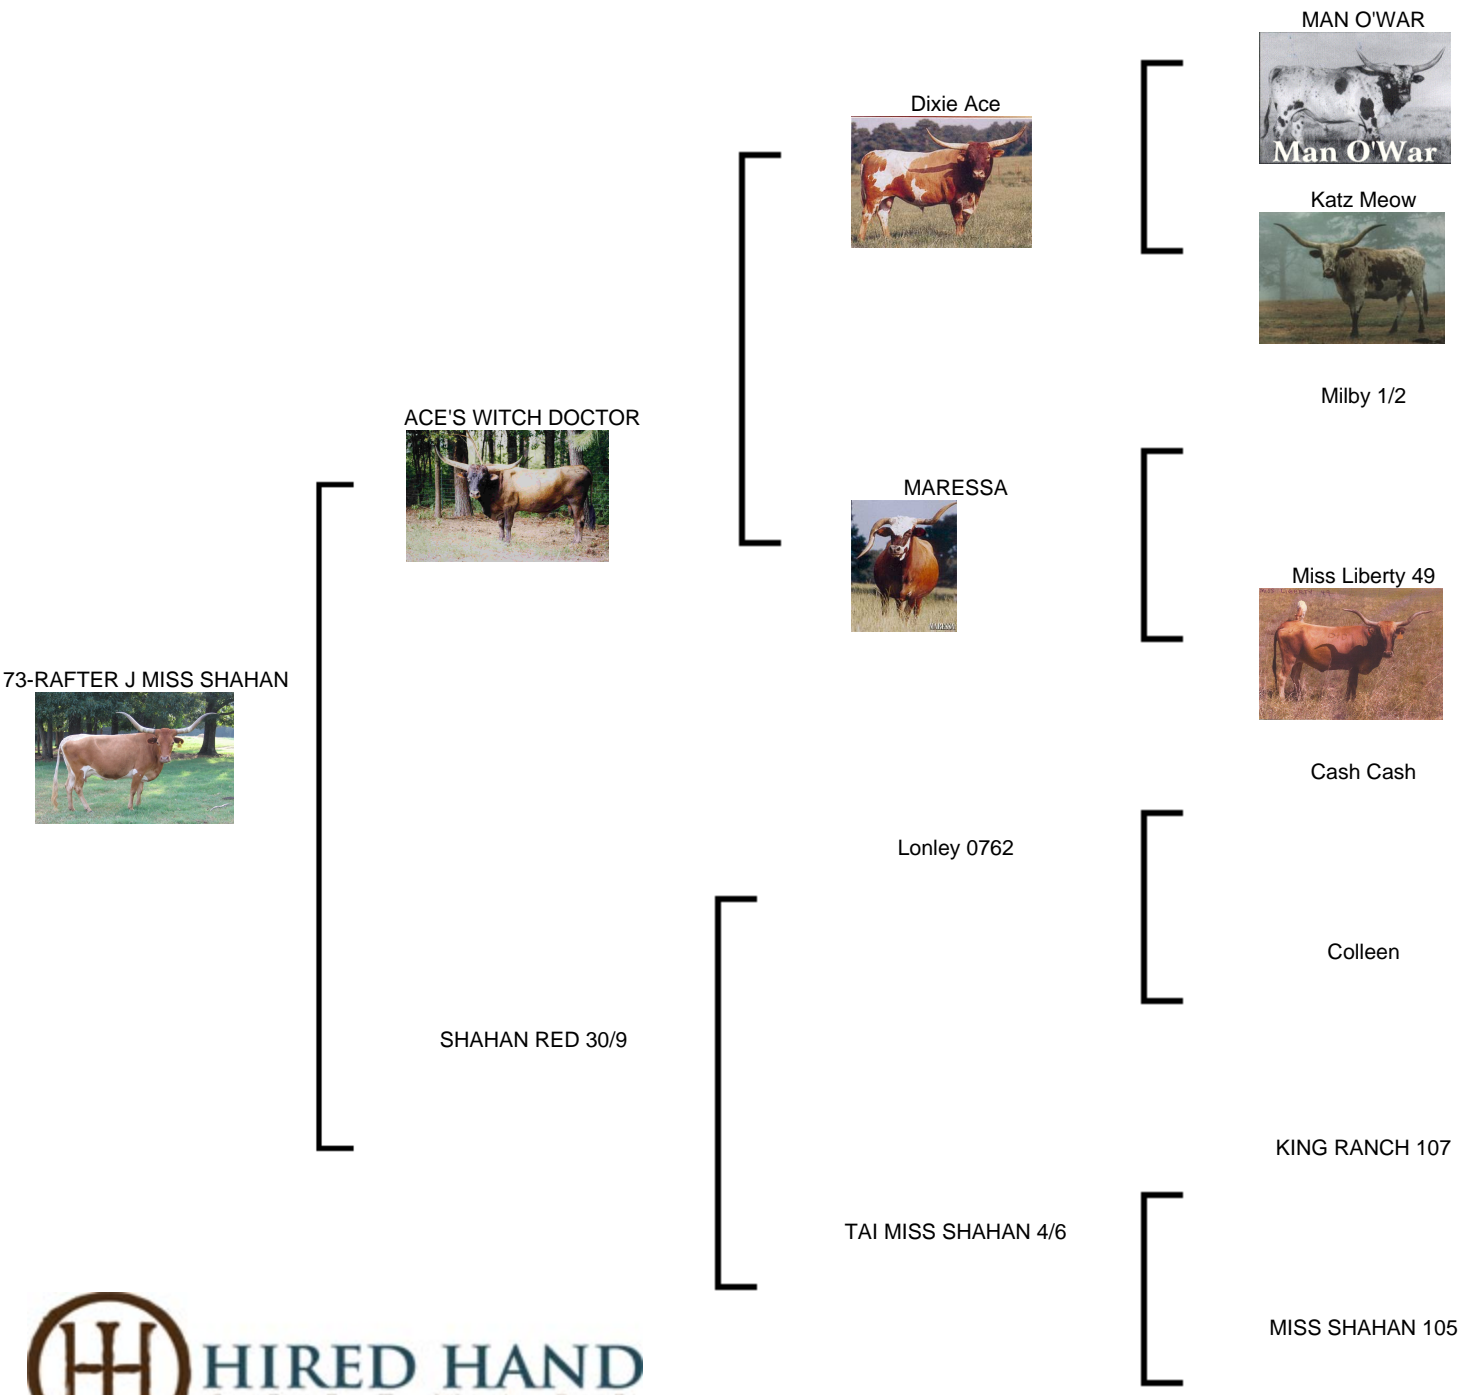 MAN O'WAR
Man O'War
Dixie Ace
Katz Meow
Milby 1/2
ACE'S WITCH DOCTOR
MARESSA
MARESSA
Miss Liberty 49
73-RAFTER J MISS SHAHAN
Cash Cash
Lonley 0762
Colleen
SHAHAN RED 30/9
KING RANCH 107
TAI MISS SHAHAN 4/6
MISS SHAHAN 105
HIRED HAND